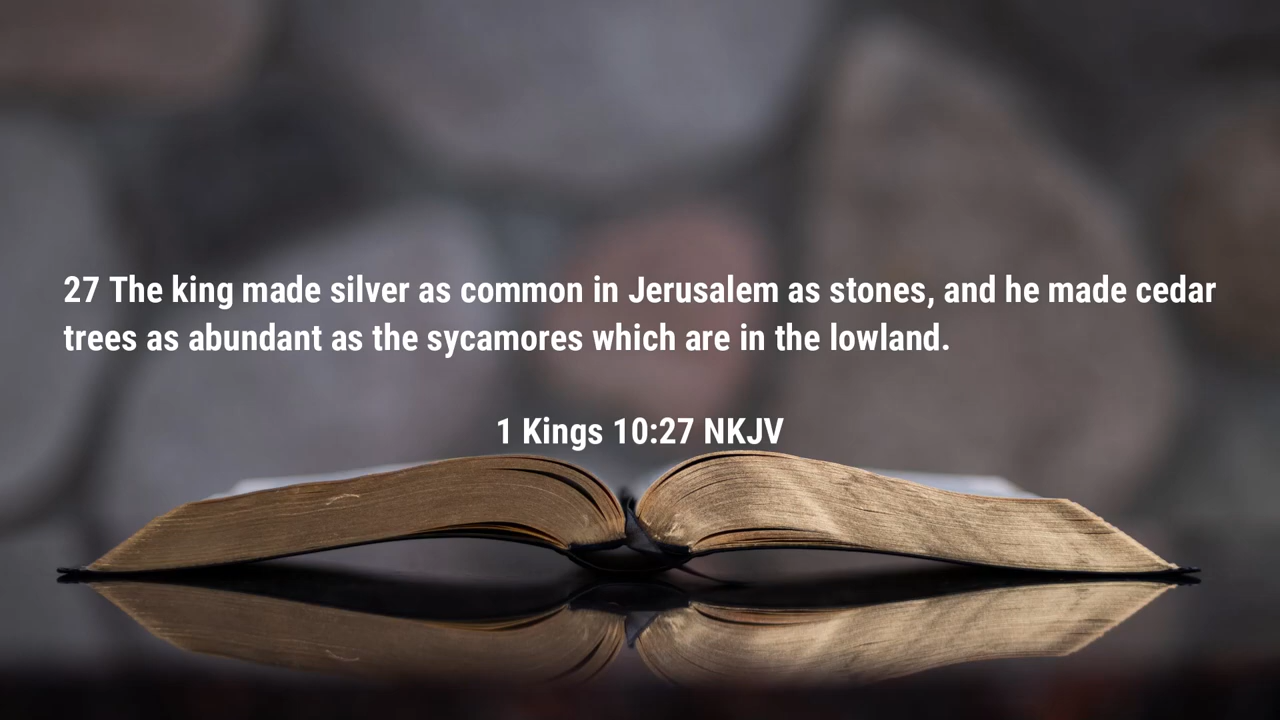 27 The king made silver as common in Jerusalem as stones, and he made cedar
trees as abundant as the sycamores which are in the lowland.
1 Kings 10:27 NKJV